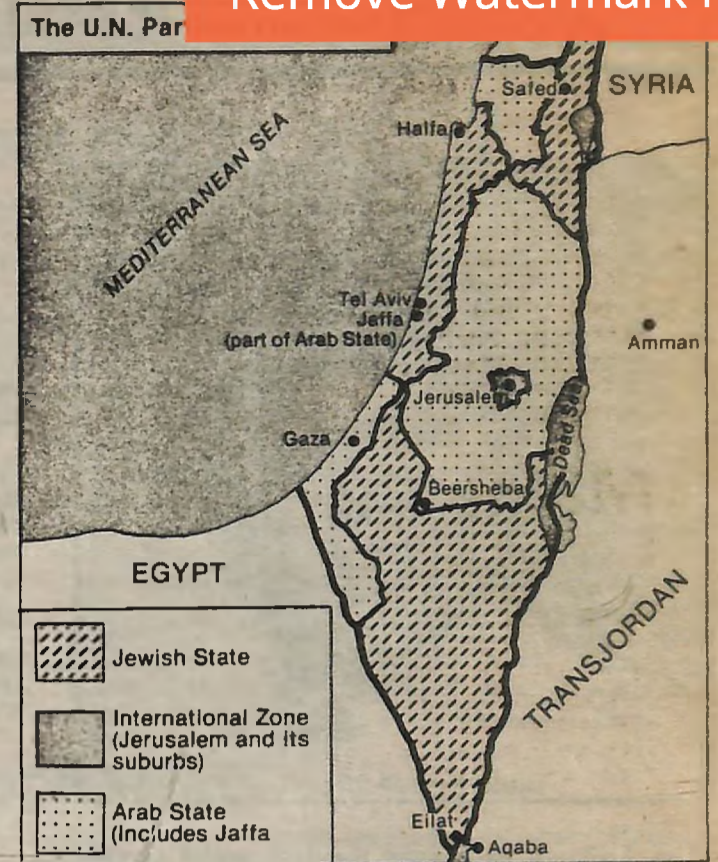 Remove Watermark
The U.N. Par
SYRIA
Safed
Haifa
MEDITERRANEAN SEA
Tel Aviv
Jaffa
(part of Arab State)
Amman
Jerusalem
Dead Sea
Gaza
Beersheba
EGYPT
TRANSJORDAN
Jewish State
International Zone
(Jerusalem and its
suburbs)
Arab State
(Includes Jaffa
Eilat
Aqaba